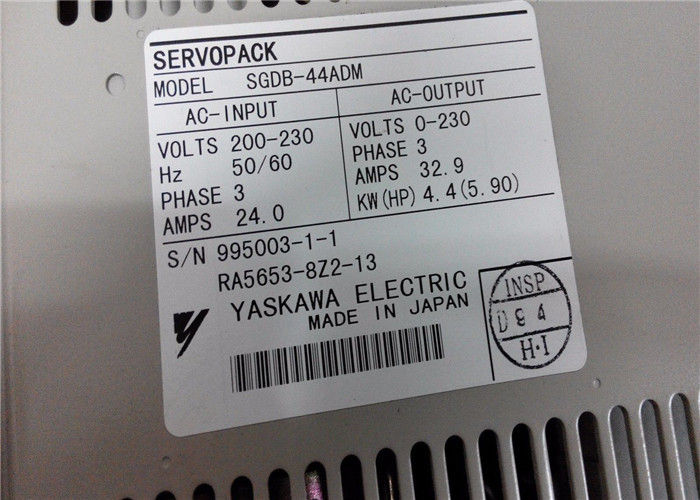 SERVOPACK
MODEL SGDB-44ADM
AC-INPUT
VOLTS 200-230
Hz 50/60
PHASE 3
AMPS 24.0
AC-OUTPUT
VOLTS 0-230
PHASE 3
AMPS 32.9
KW(HP) 4.4(5.90)
S/N 995003-1-1
RA5653-8Z2-13
YASKAWA ELECTRIC
MADE IN JAPAN
INSP
D94
H·I